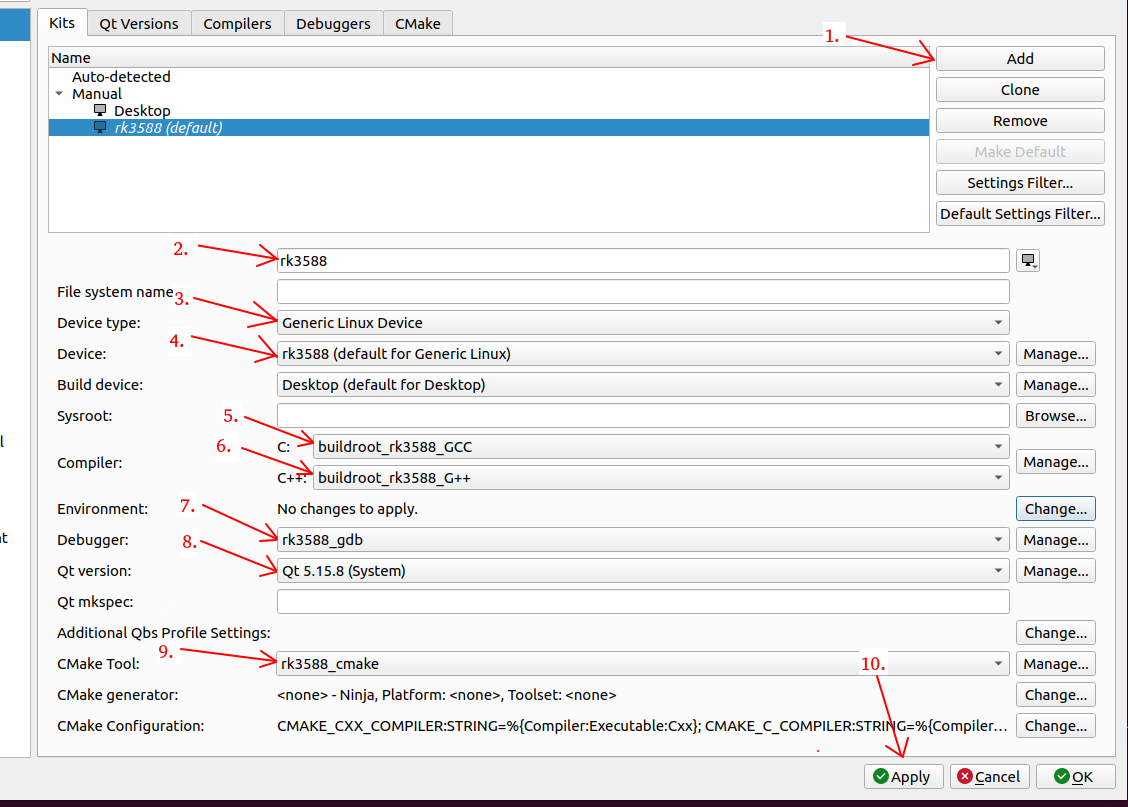 Kits Qt Versions Compilers Debuggers CMake
1.
Name
Add
Auto-detected
Manual
Clone
Desktop
rk3588 (default)
Remove
Make Default
Settings Filter...
Default Settings Filter...
2. rk3588
File system name
3.
Device type: Generic Linux Device
4.
Device: rk3588 (default for Generic Linux) Manage...
Build device: Desktop (default for Desktop) Manage...
Sysroot: Browse...
5.
C: buildroot_rk3588_GCC
6.
Compiler: Manage...
C++: buildroot_rk3588_G++
Environment: No changes to apply. Change...
7.
Debugger: rk3588_gdb Manage...
8.
Qt version: Qt 5.15.8 (System) Manage...
Qt mkspec:
Additional Qbs Profile Settings: Change...
9.
CMake Tool: rk3588_cmake Manage...
10.
CMake generator: <none> - Ninja, Platform: <none>, Toolset: <none> Change...
CMake Configuration: CMAKE_CXX_COMPILER:STRING=%{Compiler:Executable:Cxx}; CMAKE_C_COMPILER:STRING=%{Compiler... Change...
Apply Cancel OK